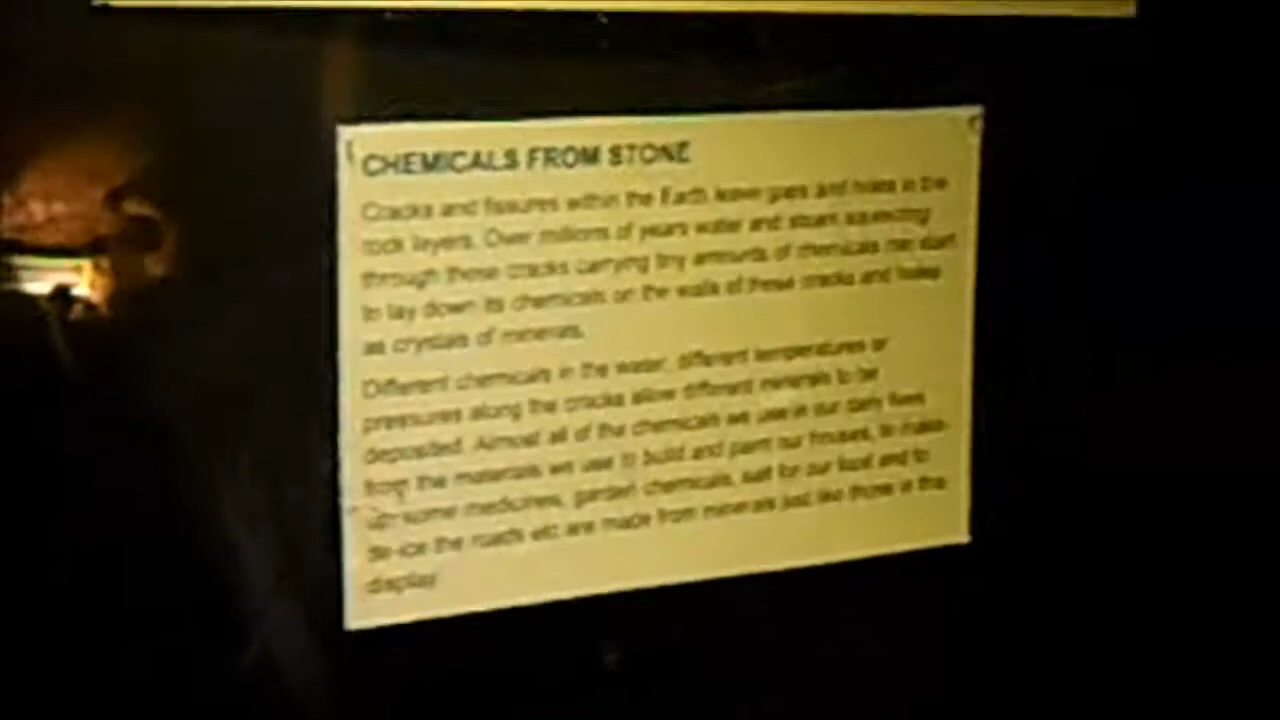 CHEMICALS FROM STONE
Cracks and fissures within the Earth leave gaps and holes in the
rock layers. Over millions of years water and steam squeezing
through these cracks carrying tiny amounts of chemicals can start
to lay down its chemicals on the walls of these cracks and holes
as crystals of minerals.
Different chemicals in the water, different temperatures or
pressures along the cracks allow different minerals to be
deposited. Almost all of the chemicals we use in our daily lives
from the materials we use to build and paint our houses, to make
up some medicines, garden chemicals, salt for our food and to
de-ice the roads etc are made from minerals just like those in this
display